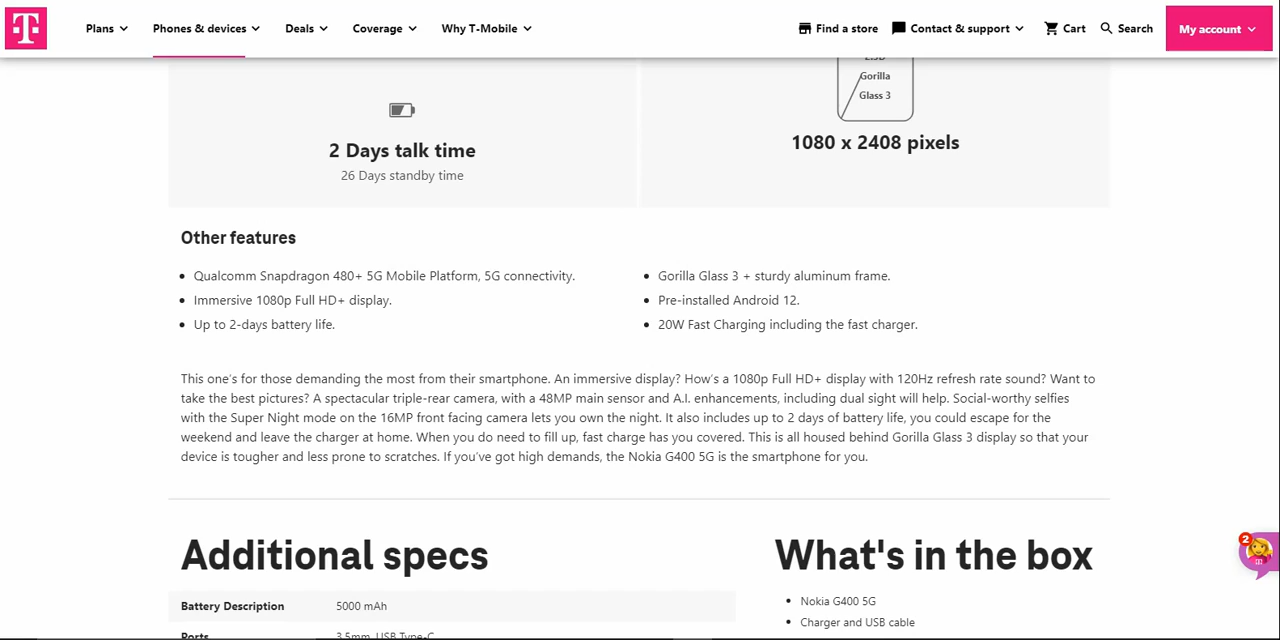 T
Plans
Phones & devices
Deals
Coverage
Why T-Mobile
Find a store
Contact & support
Cart
Search
My account
2.5D
Gorilla
Glass 3
2 Days talk time
26 Days standby time
1080 x 2408 pixels
Other features
Qualcomm Snapdragon 480+ 5G Mobile Platform, 5G connectivity.
Immersive 1080p Full HD+ display.
Up to 2-days battery life.
Gorilla Glass 3 + sturdy aluminum frame.
Pre-installed Android 12.
20W Fast Charging including the fast charger.
This one's for those demanding the most from their smartphone. An immersive display? How's a 1080p Full HD+ display with 120Hz refresh rate sound? Want to
take the best pictures? A spectacular triple-rear camera, with a 48MP main sensor and A.I. enhancements, including dual sight will help. Social-worthy selfies
with the Super Night mode on the 16MP front facing camera lets you own the night. It also includes up to 2 days of battery life, you could escape for the
weekend and leave the charger at home. When you do need to fill up, fast charge has you covered. This is all housed behind Gorilla Glass 3 display so that your
device is tougher and less prone to scratches. If you've got high demands, the Nokia G400 5G is the smartphone for you.
Additional specs
Battery Description 5000 mAh
Ports 3.5mm, USB Type-C
What's in the box
Nokia G400 5G
Charger and USB cable
2